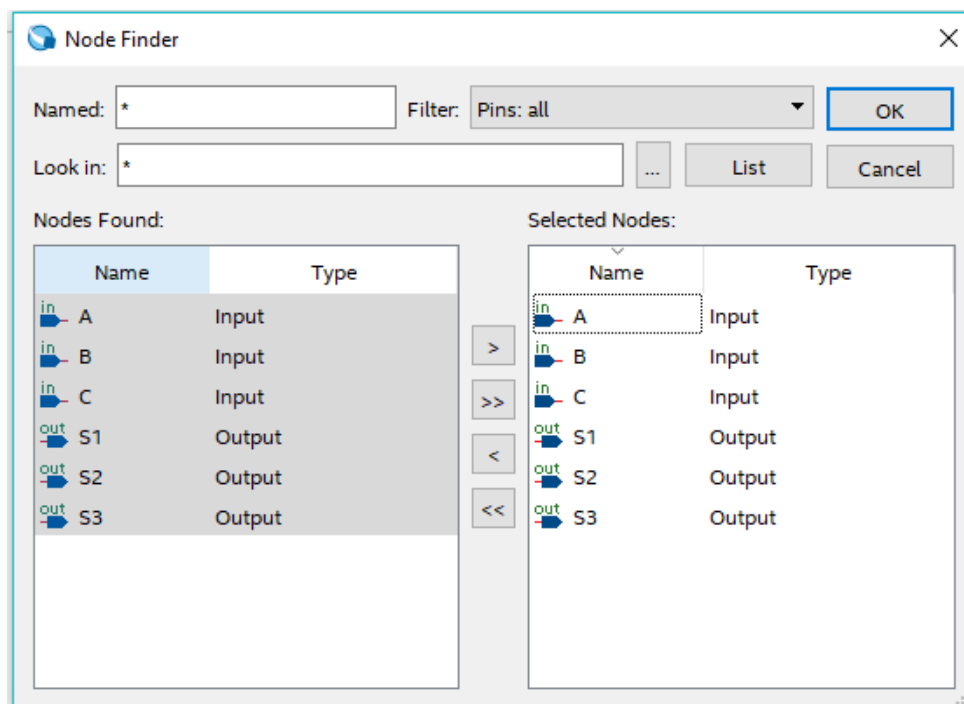 Node Finder
Named: * Filter: Pins: all OK
Look in: * ... List Cancel
Nodes Found: Selected Nodes:
Name Type Name Type
in A Input in A Input
in B Input > in B Input
in C Input >> in C Input
out S1 Output out S1 Output
out S2 Output < out S2 Output
out S3 Output << out S3 Output